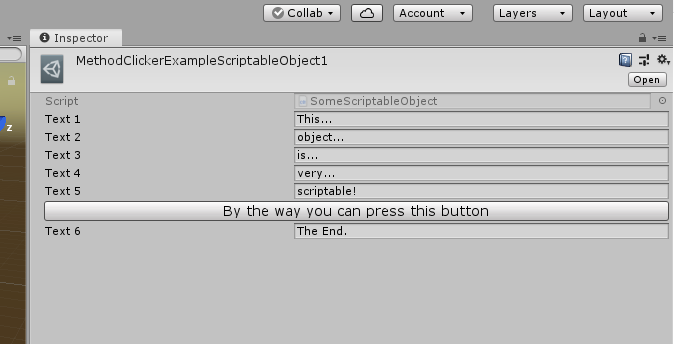 Collab Account Layers Layout
Inspector
MethodClickerExampleScriptableObject1
Open
Script SomeScriptableObject
Text 1 This...
Text 2 object...
Text 3 is...
z
Text 4 very...
Text 5 scriptable!
By the way you can press this button
Text 6 The End.